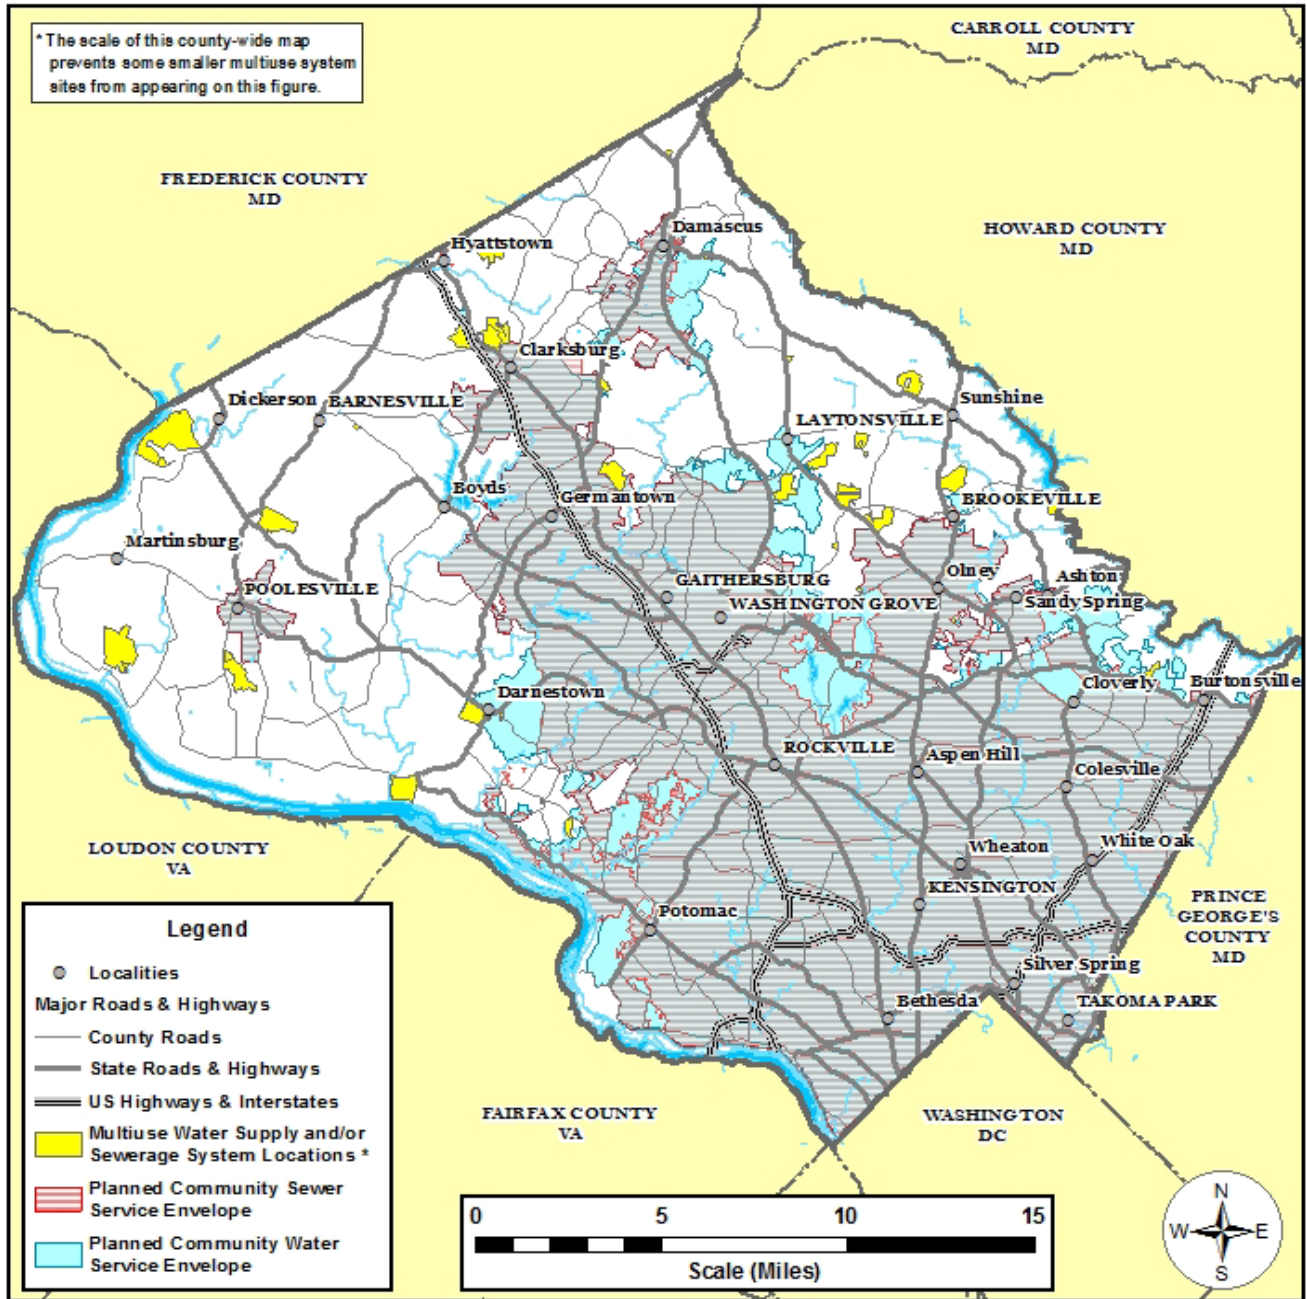 * The scale of this county-wide map
prevents some smaller multiuse system
sites from appearing on this figure.
CARROLL COUNTY
MD
FREDERICK COUNTY
MD
HOWARD COUNTY
MD
Damascus
Hyattstown
Clarksburg
Dickerson
BARNESVILLE
Sunshine
LAYTONSVILLE
Boyds
Germantown
BROOKEVILLE
Martinsburg
POOLESVILLE
GAITHERSBURG
Olney
Ashton
WASHINGTON GROVE
Sandy Spring
Darnestown
Cloverly
Burtonsville
ROCKVILLE
Aspen Hill
Colesville
LOUDON COUNTY
VA
Wheaton
White Oak
KENSINGTON
PRINCE
GEORGE'S
COUNTY
MD
Potomac
Silver Spring
Bethesda
TAKOMA PARK
FAIRFAX COUNTY
VA
WASHINGTON
DC
Legend
Localities
Major Roads & Highways
County Roads
State Roads & Highways
US Highways & Interstates
Multiuse Water Supply and/or
Sewerage System Locations *
Planned Community Sewer
Service Envelope
Planned Community Water
Service Envelope
0 5 10 15
Scale (Miles)
N
W E
S